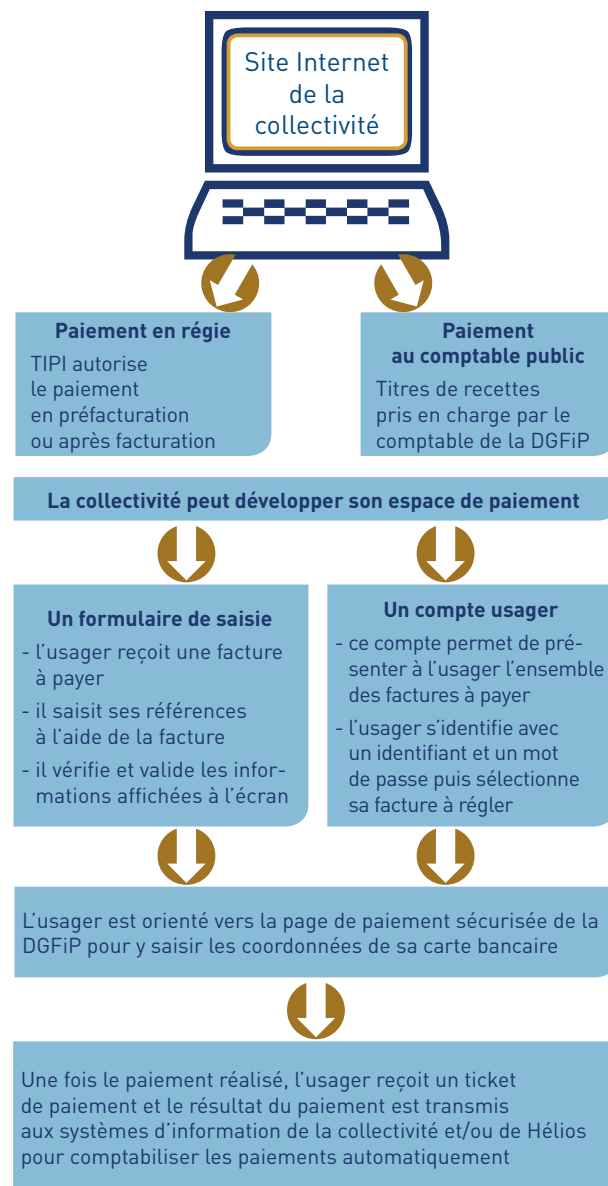 Site Internet
de la
collectivité
Paiement en régie
TIPI autorise
le paiement
en préfacturation
ou après facturation
Paiement
au comptable public
Titres de recettes
pris en charge par le
comptable de la DGFiP
La collectivité peut développer son espace de paiement
Un formulaire de saisie
- l’usager reçoit une facture
à payer
- il saisit ses références
à l’aide de la facture
- il vérifie et valide les infor-
mations affichées à l’écran
Un compte usager
- ce compte permet de pré-
senter à l’usager l’ensemble
des factures à payer
- l’usager s’identifie avec
un identifiant et un mot
de passe puis sélectionne
sa facture à régler
L’usager est orienté vers la page de paiement sécurisée de la
DGFiP pour y saisir les coordonnées de sa carte bancaire
Une fois le paiement réalisé, l’usager reçoit un ticket
de paiement et le résultat du paiement est transmis
aux systèmes d’information de la collectivité et/ou de Hélios
pour comptabiliser les paiements automatiquement